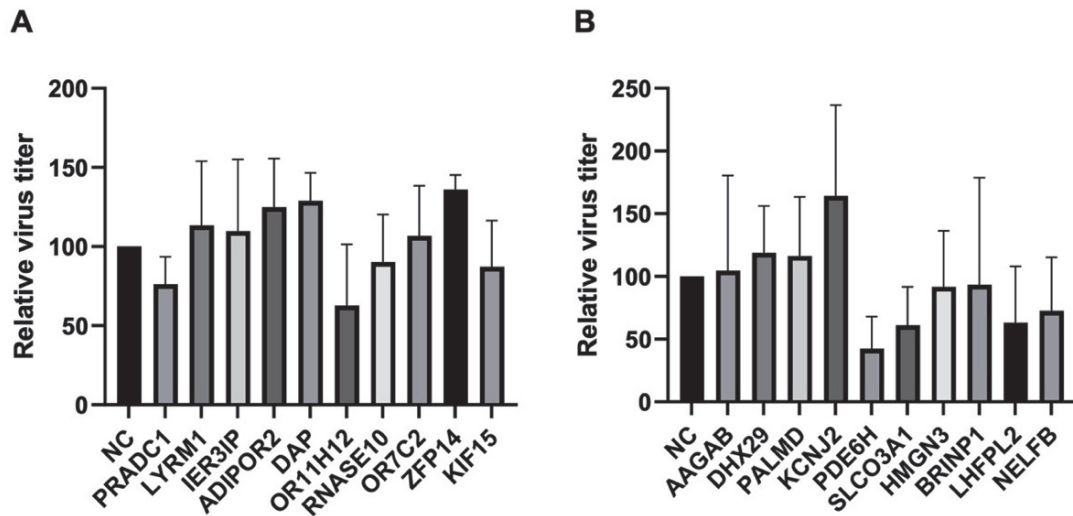 A
Relative virus titer
200
150
100
50
0
NC
PRADC1
LYRM1
IER3IP
ADIPOR2
DAP
OR11H12
RNASE10
OR7C2
ZFP14
KIF15
B
Relative virus titer
250
200
150
100
50
0
NC
AAGAB
DHX29
PALMD
KCNJ2
PDE6H
SLCO3A1
HMGN3
BRINP1
LHFPL2
NELFB